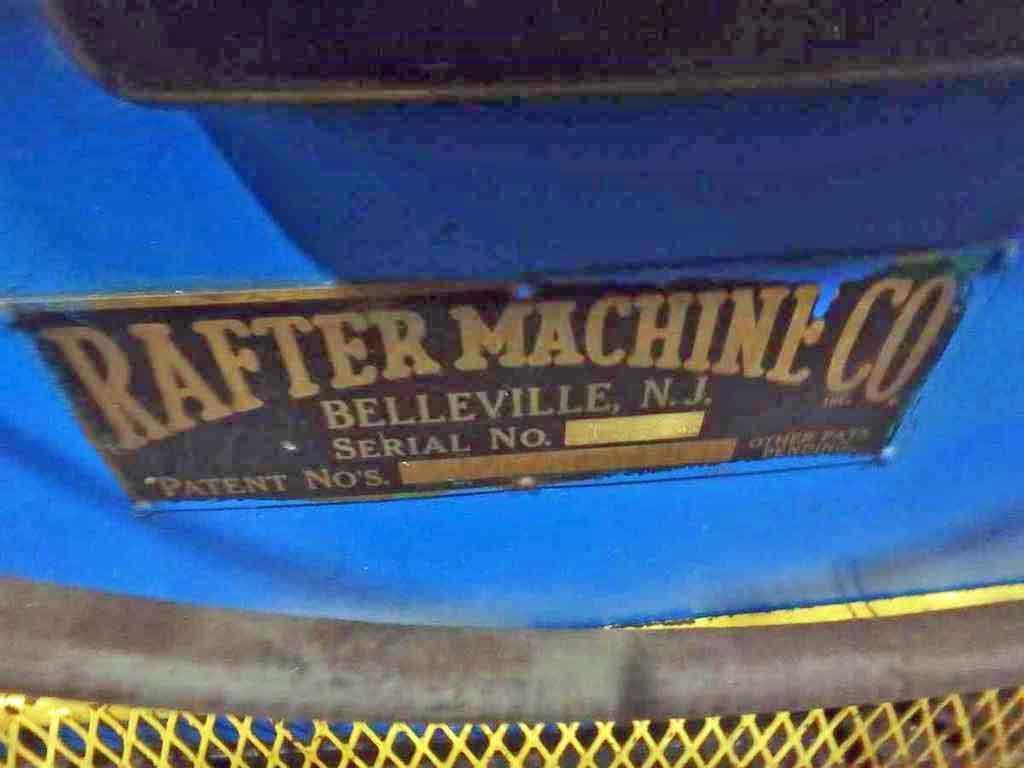 RAFTER MACHINE CO
INC.
BELLEVILLE, N.J.
SERIAL NO.
PATENT NO'S.
OTHER PATS
PENDING